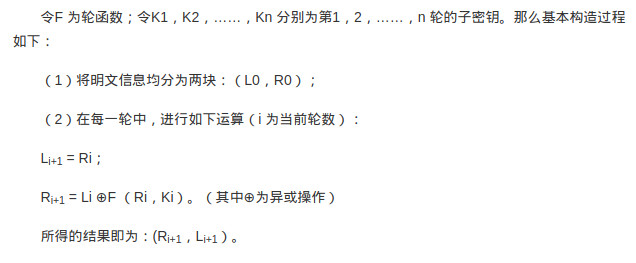 令F 为轮函数；令K1，K2，……，Kn 分别为第1，2，……，n 轮的子密钥。那么基本构造过程
如下：
（1）将明文信息均分为两块：（L0，R0）；
（2）在每一轮中，进行如下运算（i 为当前轮数）：
Li+1 = Ri；
Ri+1 = Li ⊕F （Ri，Ki）。（其中⊕为异或操作）
所得的结果即为：(Ri+1，Li+1）。